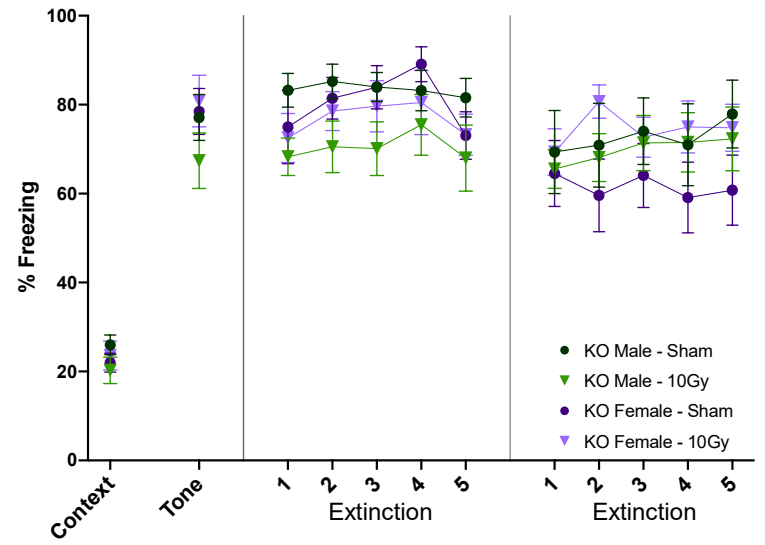 100
80
60
40
20
0
% Freezing
Context
Tone
1
2
3
4
5
Extinction
1
2
3
4
5
Extinction
KO Male - Sham
KO Male - 10Gy
KO Female - Sham
KO Female - 10Gy